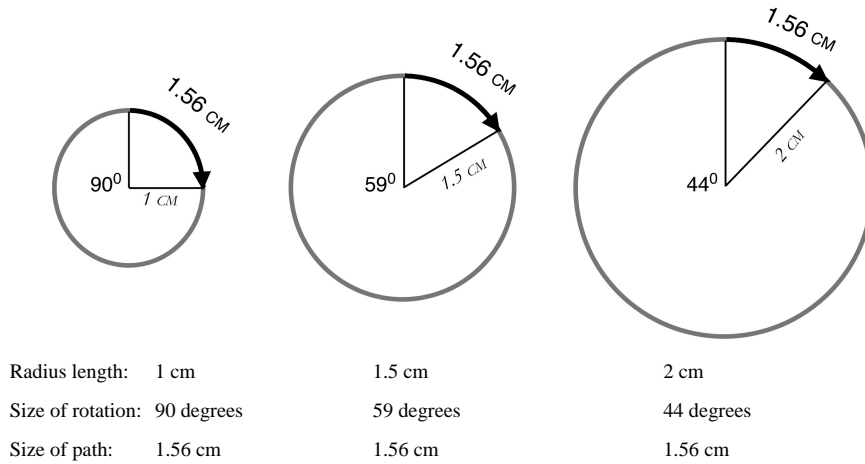 1.56 CM
1.56 CM
1.56 CM
90⁰
1 CM
59⁰
1.5 CM
44⁰
2 CM
Radius length: 1 cm 1.5 cm 2 cm
Size of rotation: 90 degrees 59 degrees 44 degrees
Size of path: 1.56 cm 1.56 cm 1.56 cm